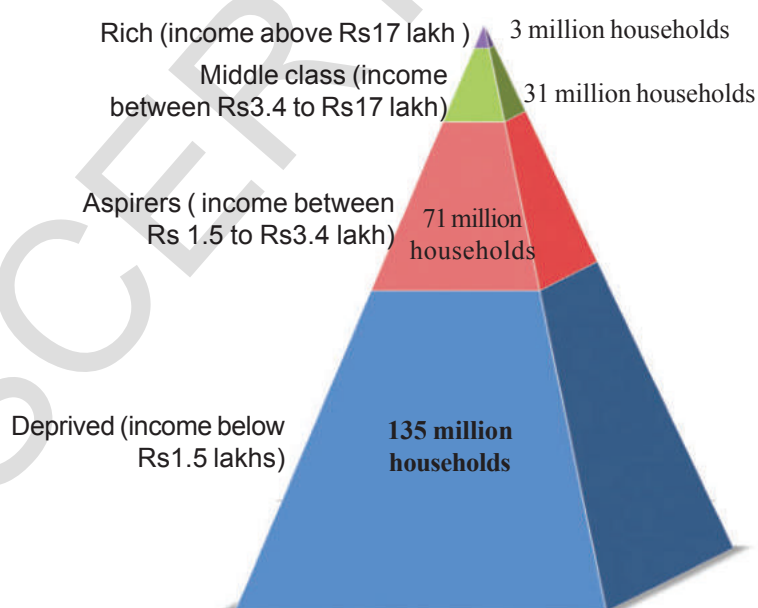 Rich (income above Rs17 lakh )
3 million households
Middle class (income
between Rs3.4 to Rs17 lakh)
31 million households
Aspirers ( income between
Rs 1.5 to Rs3.4 lakh)
71 million
households
Deprived (income below
Rs1.5 lakhs)
135 million
households
SCERT